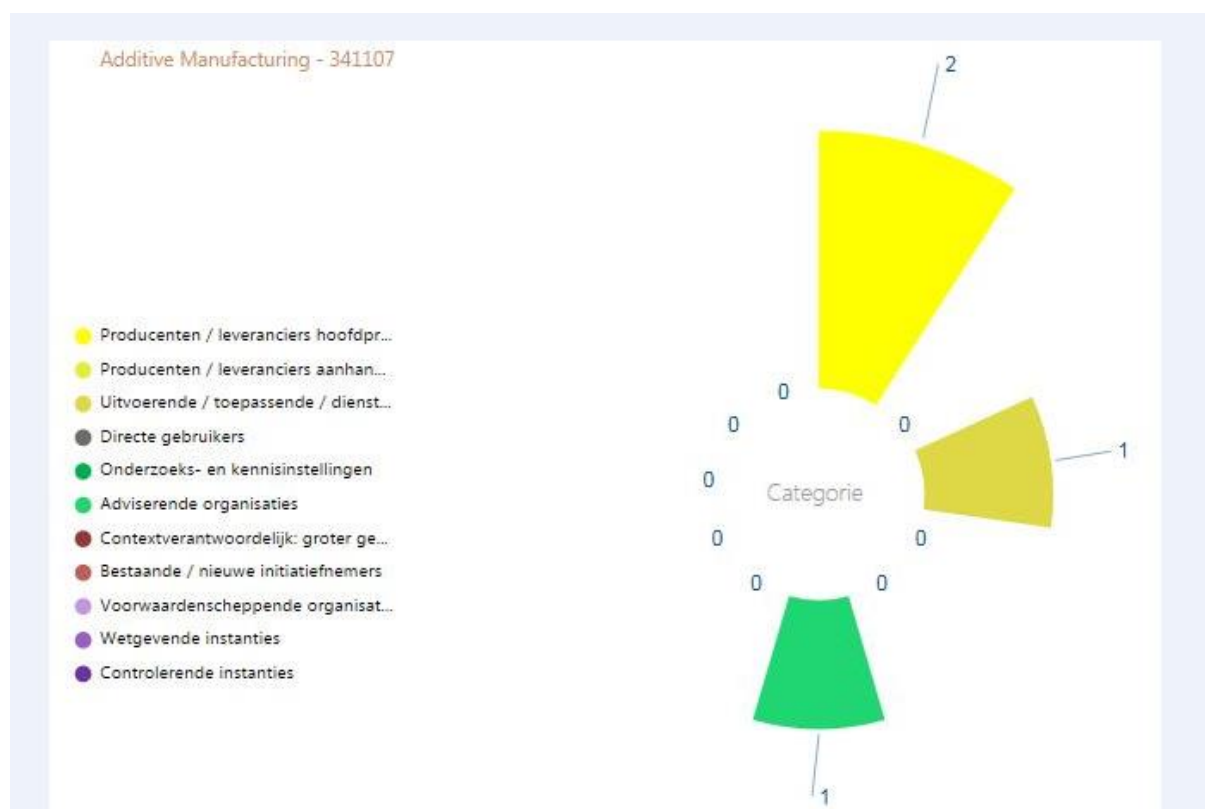 Additive Manufacturing - 341107
Producenten / leveranciers hoofdpr...
Producenten / leveranciers aanhan...
Uitvoerende / toepassende / dienst...
Directe gebruikers
Onderzoeks- en kennisinstellingen
Adviserende organisaties
Contextverantwoordelijk: groter ge...
Bestaande / nieuwe initiatiefnemers
Voorwaardenscheppende organisat...
Wetgevende instanties
Controlerende instanties
2
0
1
0
0
1
0
0
0
0
0
Categorie